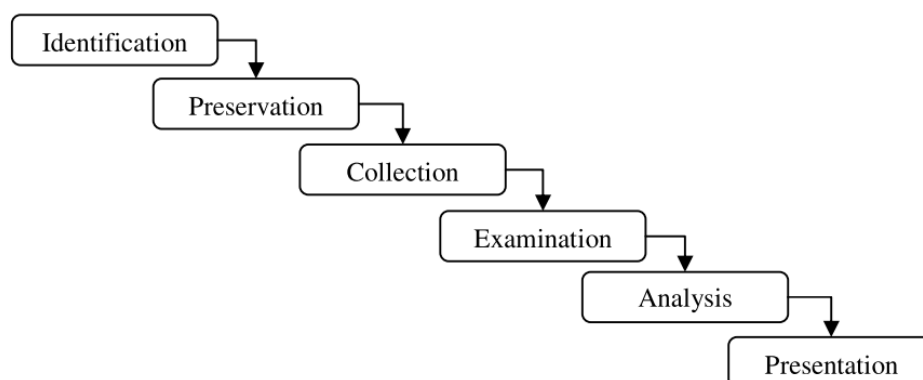 Identification
Preservation
Collection
Examination
Analysis
Presentation